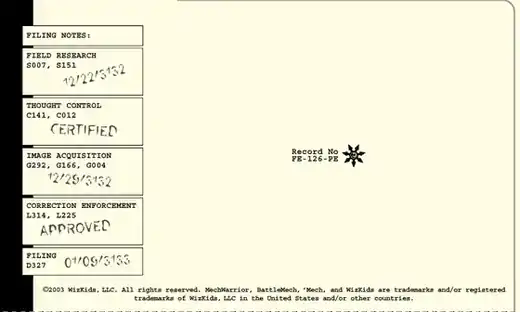 FILING NOTES:
FIELD RESEARCH
S007, S151
12/22/3132
THOUGHT CONTROL
C141, C012
CERTIFIED
IMAGE ACQUISITION
G292, G166, G004
12/29/3132
CORRECTION ENFORCEMENT
L314, L225
APPROVED
FILING
D327 01/09/3133
Record No
FE-126-PE
©2003 WizKids, LLC. All rights reserved. MechWarrior, BattleMech, 'Mech, and WizKids are trademarks and/or registered
trademarks of WizKids, LLC in the United States and/or other countries.